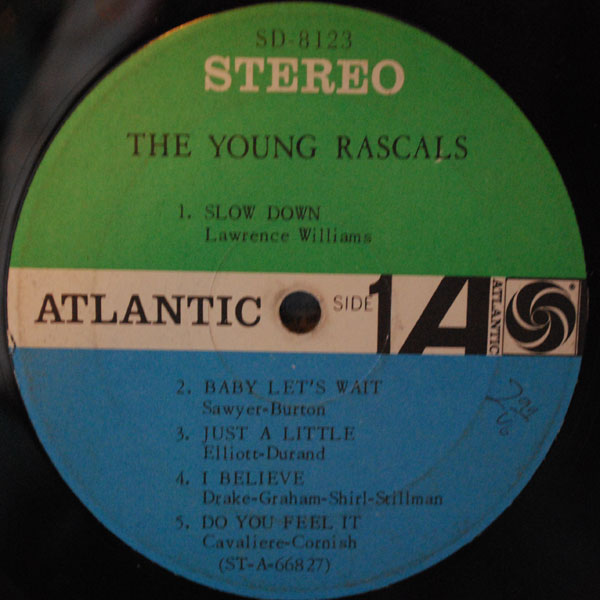 SD-8123
STEREO
THE YOUNG RASCALS
1. SLOW DOWN
Lawrence Williams
ATLANTIC SIDE 1 A ATLANTIC
2. BABY LET'S WAIT
Sawyer-Burton
3. JUST A LITTLE
Elliott-Durand
4. I BELIEVE
Drake-Graham-Shirl-Stillman
5. DO YOU FEEL IT
Cavaliere-Cornish
(ST-A-66827)